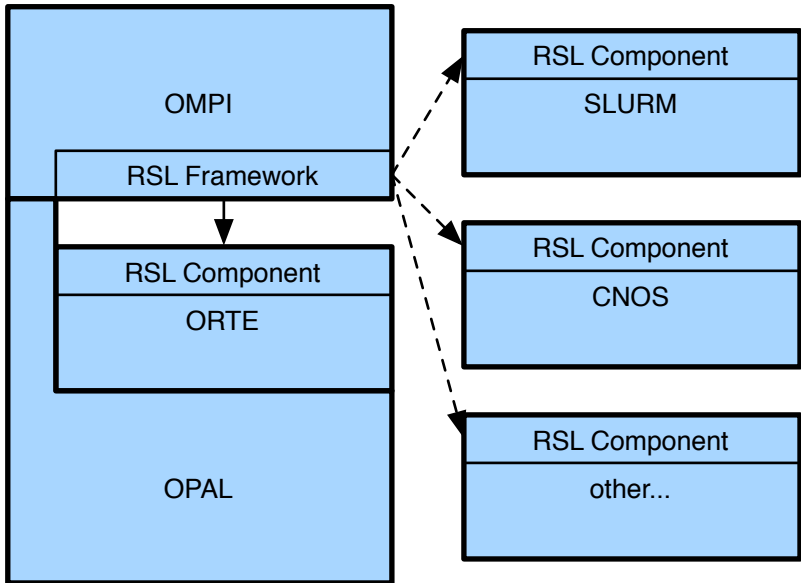 OMPI
RSL Framework
RSL Component
ORTE
OPAL
RSL Component
SLURM
RSL Component
CNOS
RSL Component
other...